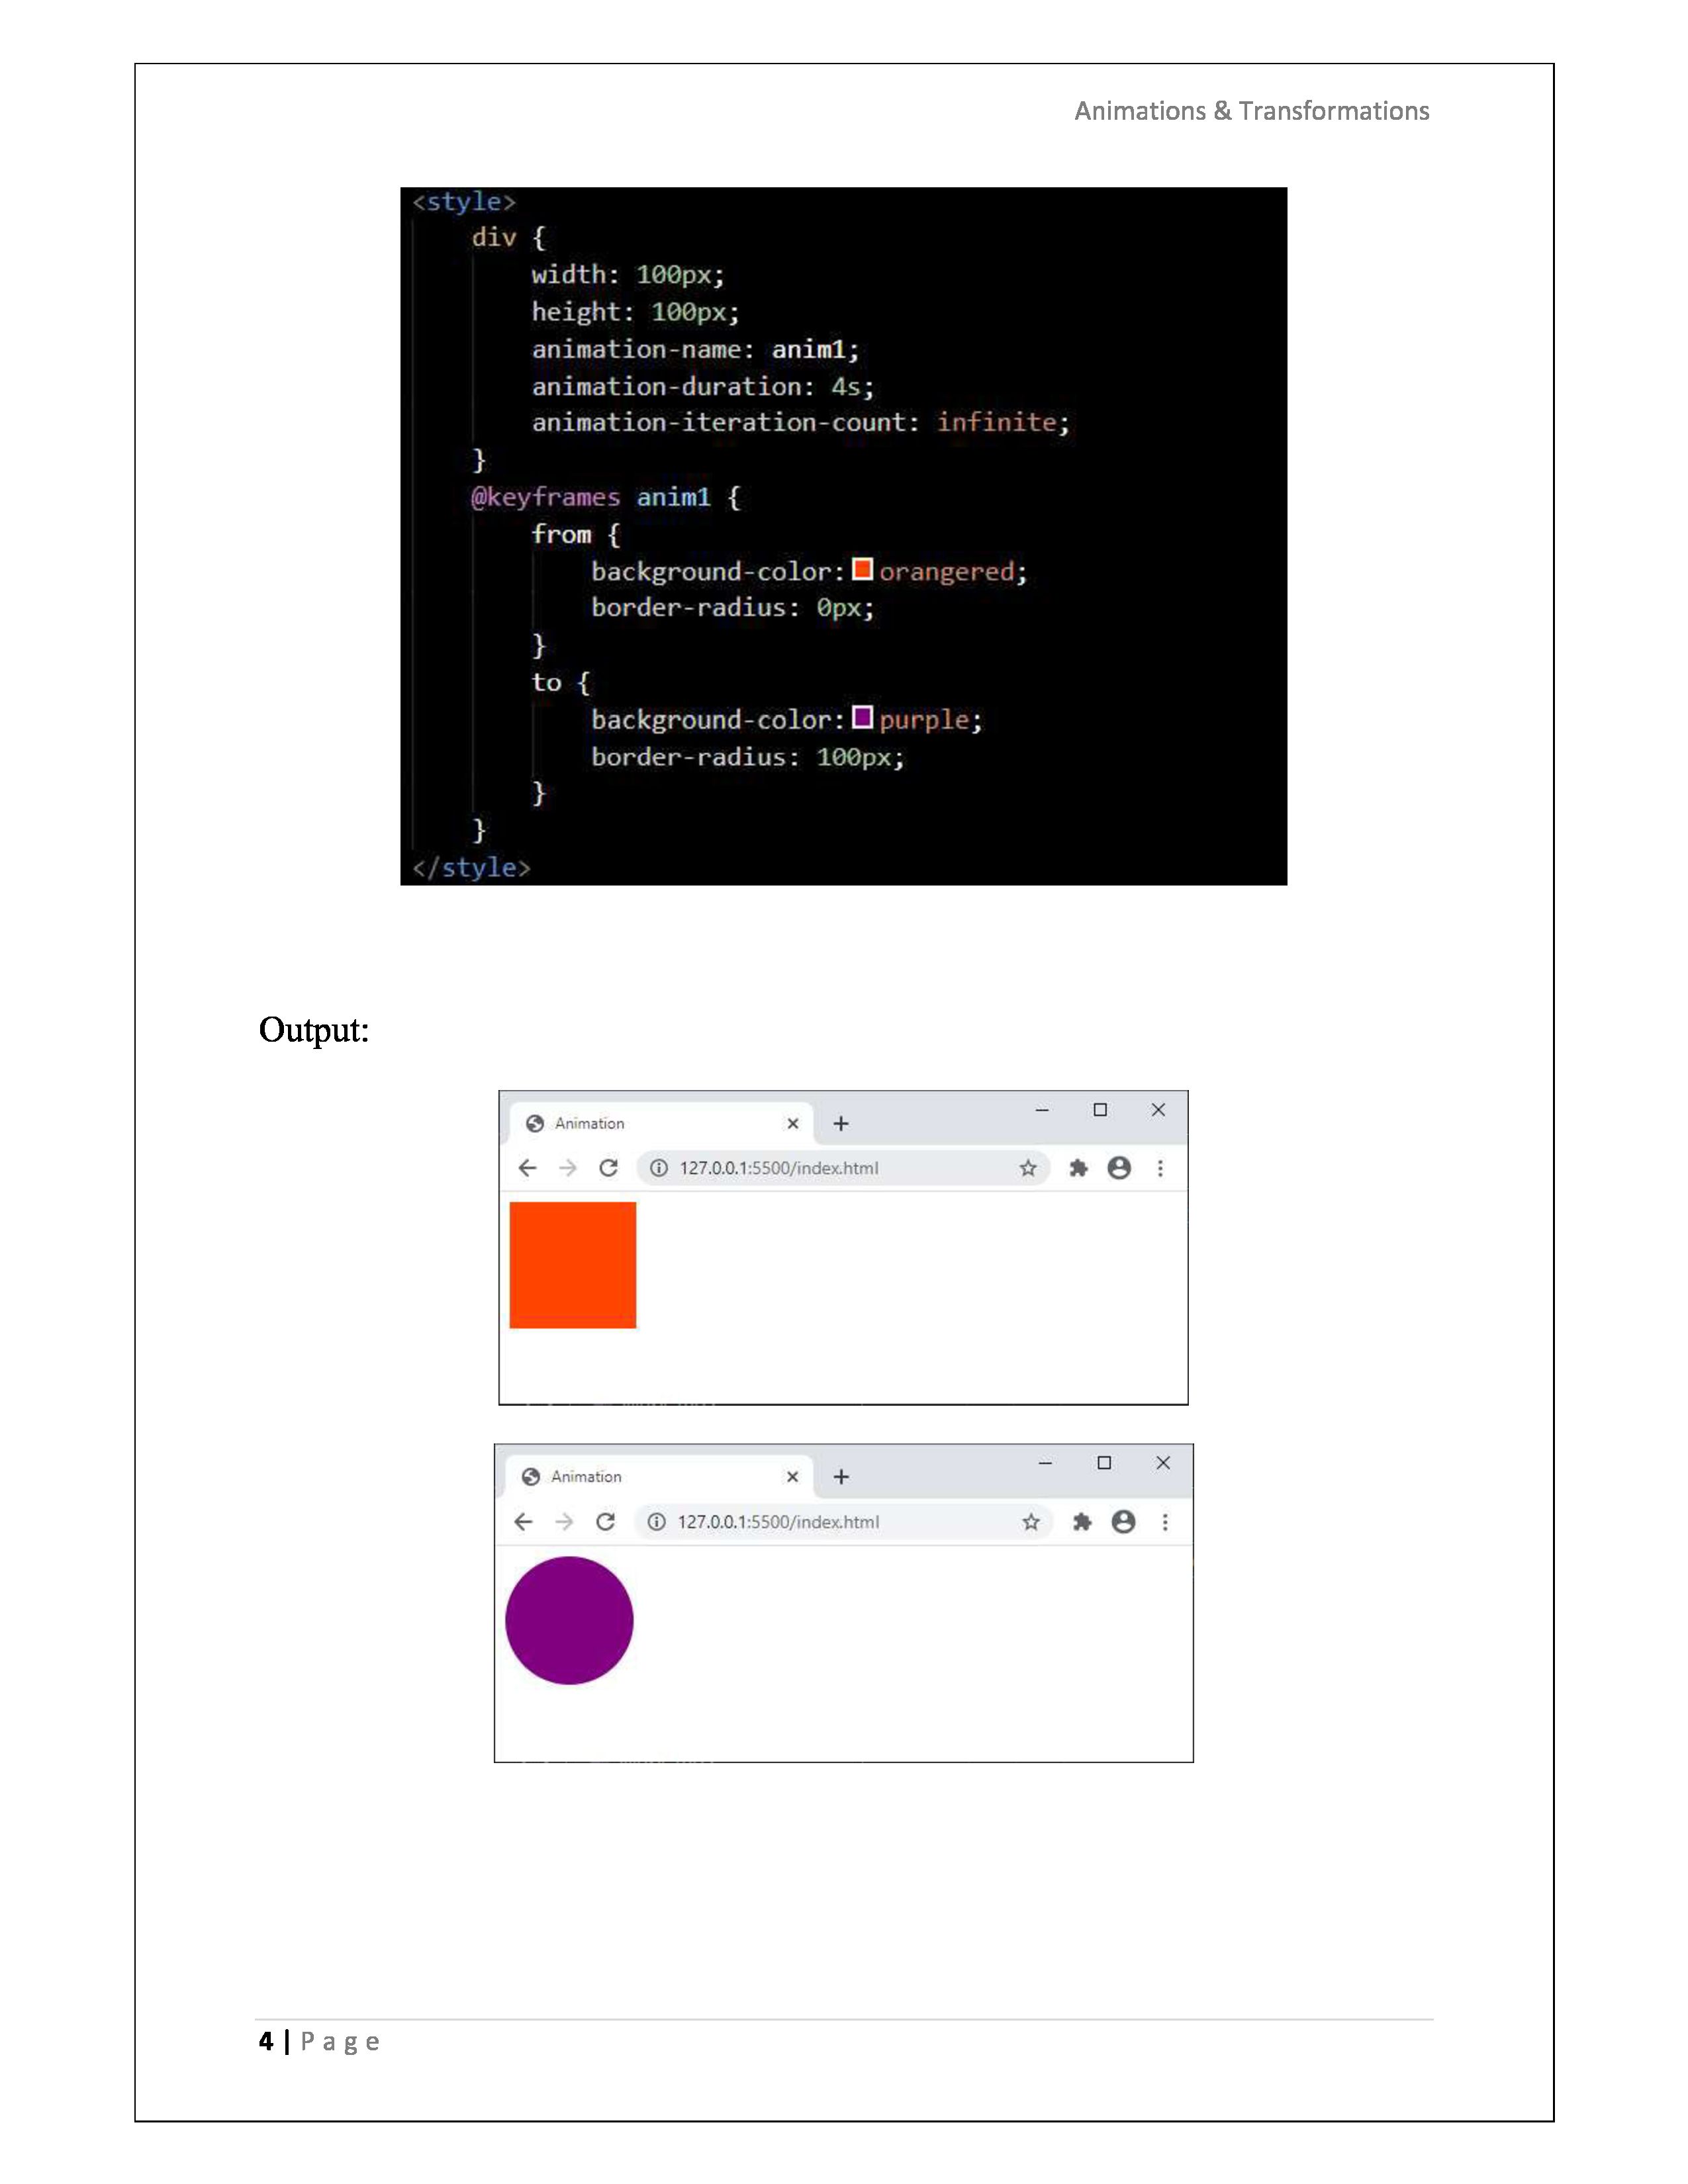 Animations & Transformations
<style>
div {
width: 100px;
height: 100px;
animation-name: anim1;
animation-duration: 4s;
animation-iteration-count: infinite;
}
@keyframes anim1 {
from {
background-color: orangered;
border-radius: 0px;
}
to {
background-color: purple;
border-radius: 100px;
}
}
</style>
Output:
Animation
127.0.0.1:5500/index.html
Animation
127.0.0.1:5500/index.html
4 | Page